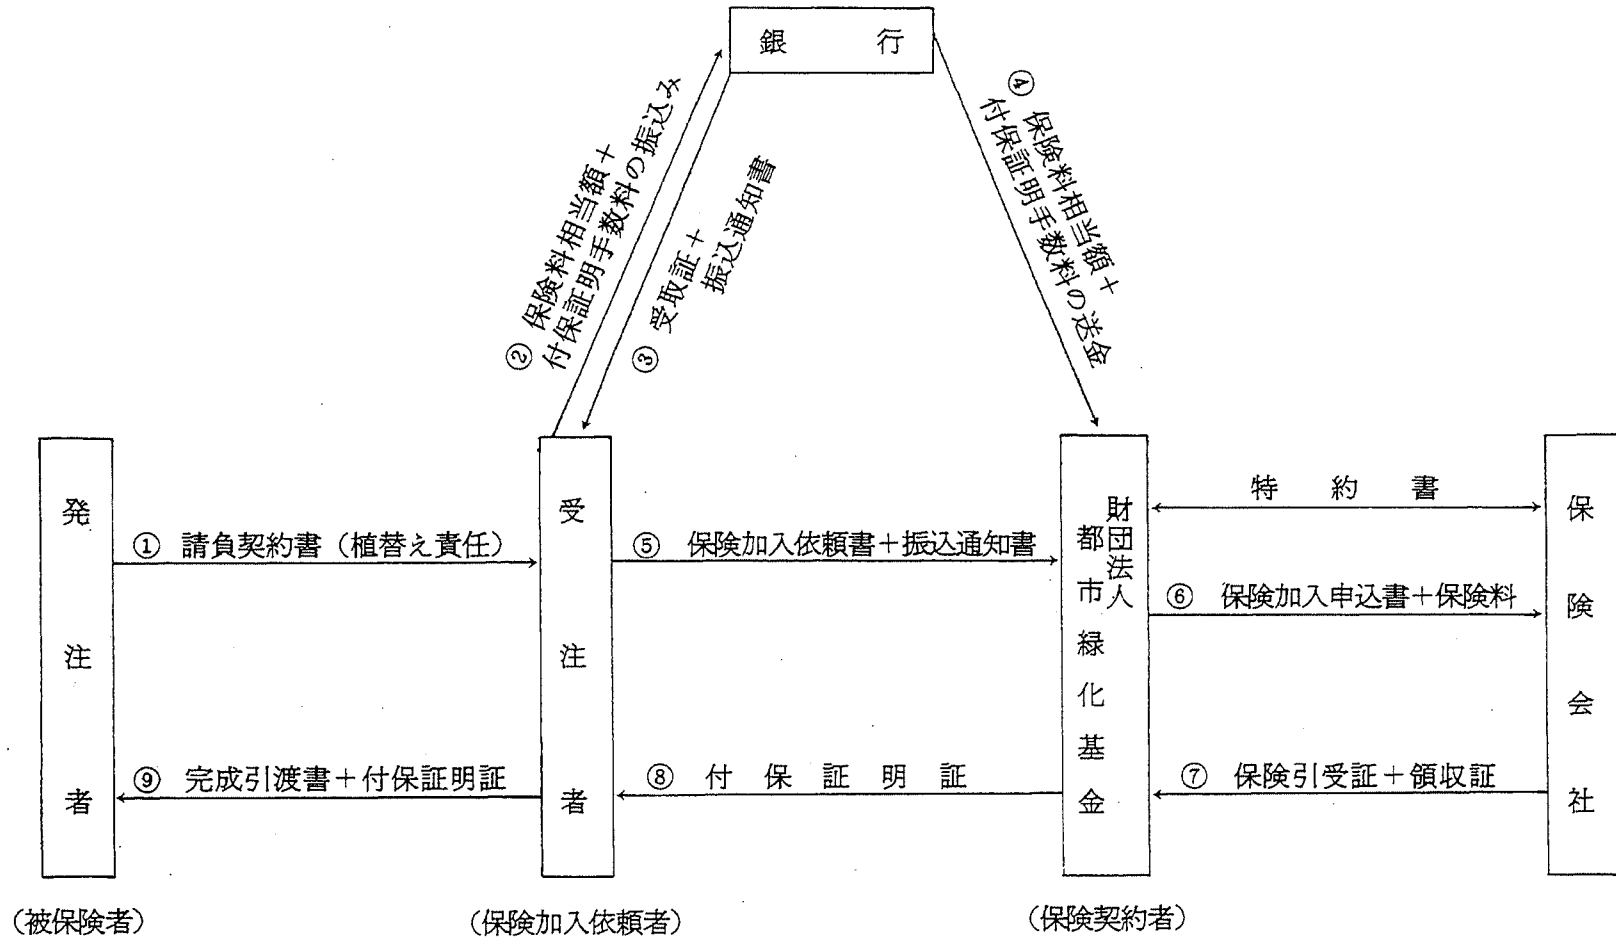 銀行
② 保険料相当額＋
付保証明手数料の振込み
③ 受取証＋
振込通知書
④ 保険料相当額＋
付保証明手数料の送金
発注者
① 請負契約書（植替え責任）
⑨ 完成引渡書＋付保証明証
受注者
⑤ 保険加入依頼書＋振込通知書
⑧ 付保証明証
財団法人
都市緑化基金
特約書
⑥ 保険加入申込書＋保険料
⑦ 保険引受証＋領収証
保険会社
（被保険者）
（保険加入依頼者）
（保険契約者）